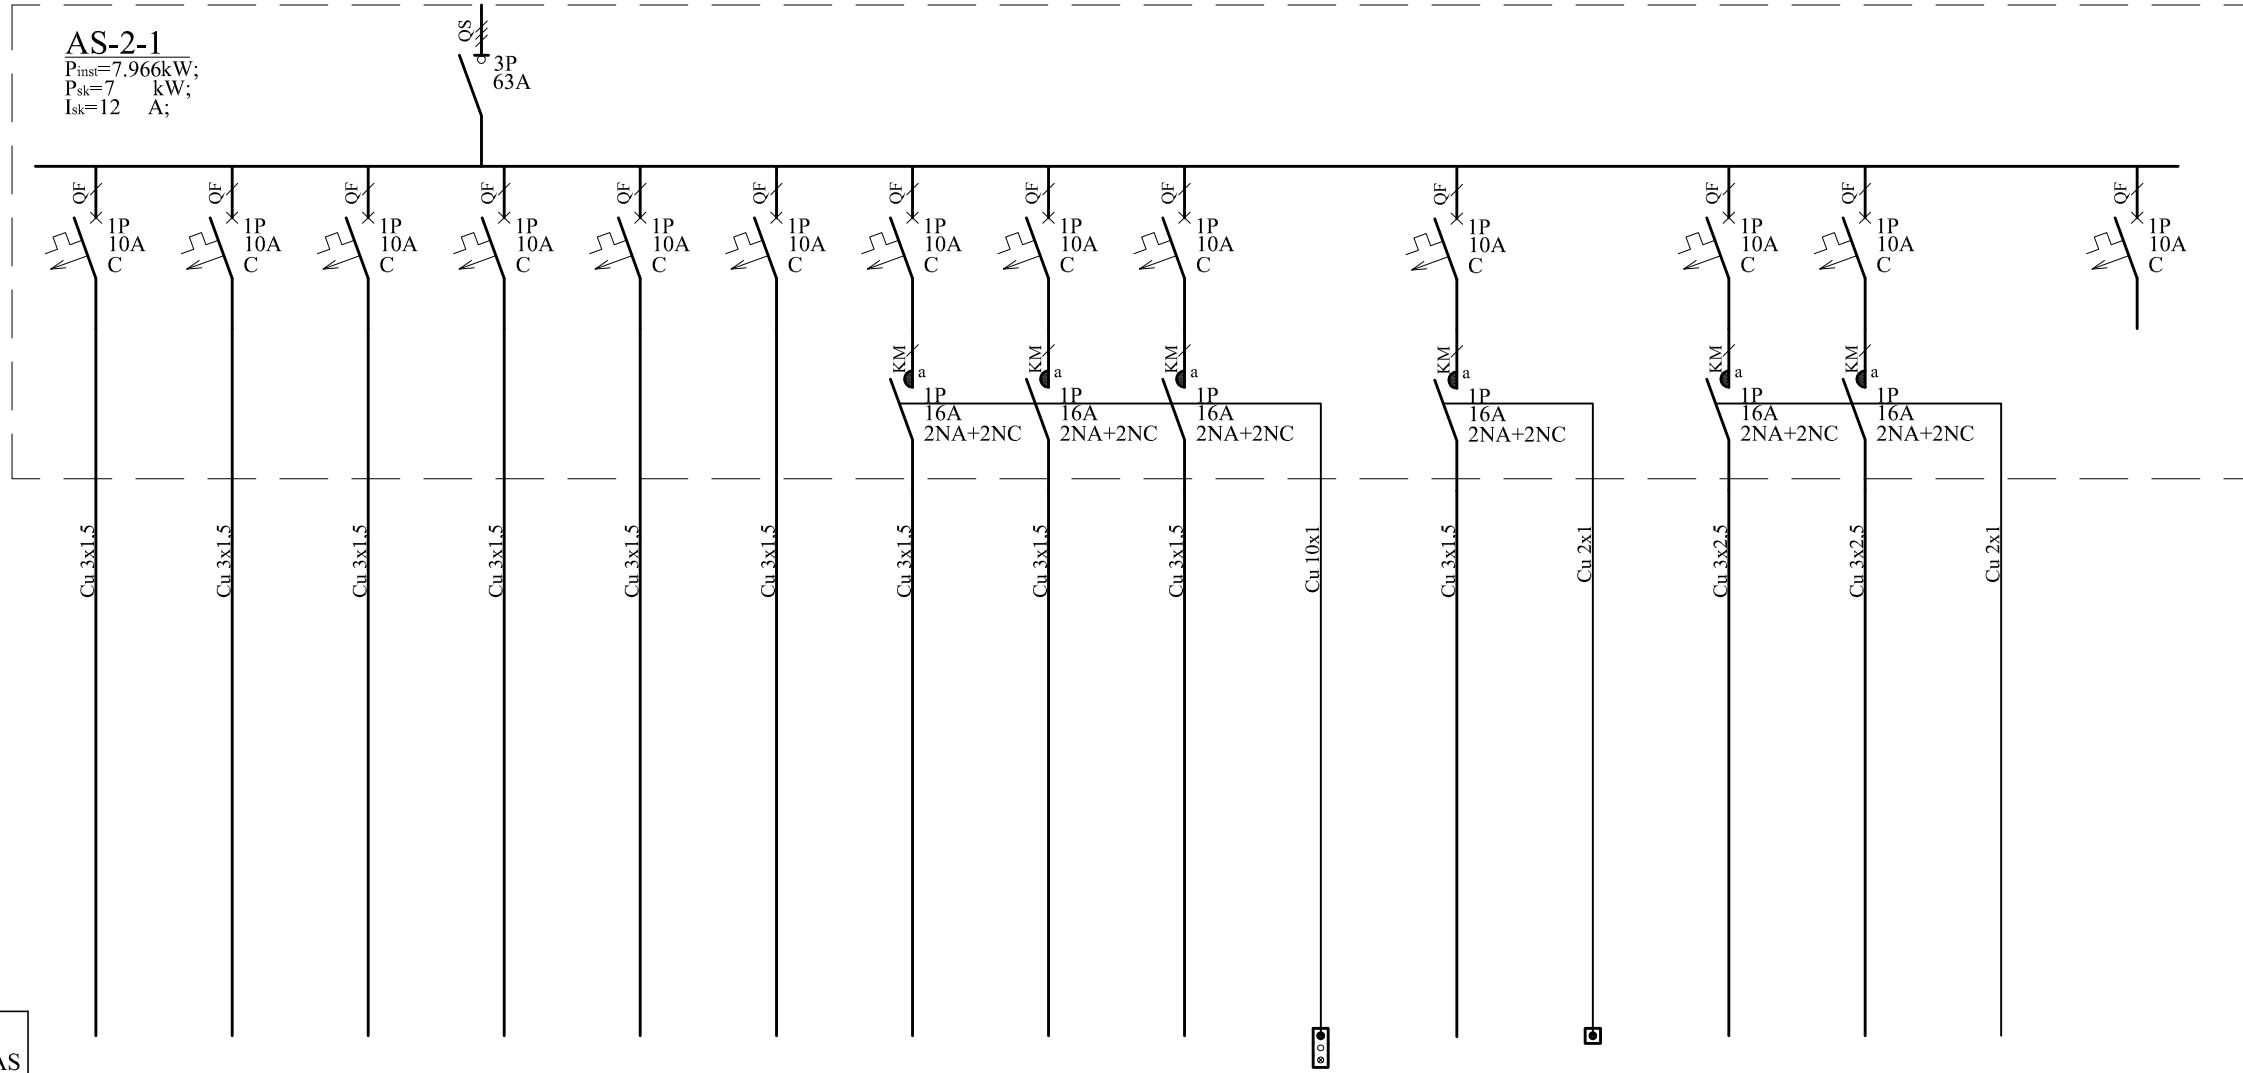 AS-2-1
Pinst=7.966kW;
Psk=7 kW;
Isk=12 A;
QS
3P
63A
QF
1P
10A
C
QF
1P
10A
C
QF
1P
10A
C
QF
1P
10A
C
QF
1P
10A
C
QF
1P
10A
C
QF
1P
10A
C
QF
1P
10A
C
QF
1P
10A
C
QF
1P
10A
C
QF
1P
10A
C
QF
1P
10A
C
QF
1P
10A
C
KM
a
1P
16A
2NA+2NC
KM
a
1P
16A
2NA+2NC
KM
a
1P
16A
2NA+2NC
KM
a
1P
16A
2NA+2NC
KM
a
1P
16A
2NA+2NC
KM
a
1P
16A
2NA+2NC
Cu 3x1.5
Cu 3x1.5
Cu 3x1.5
Cu 3x1.5
Cu 3x1.5
Cu 3x1.5
Cu 3x1.5
Cu 3x1.5
Cu 3x1.5
Cu 10x1
Cu 3x1.5
Cu 2x1
Cu 3x2.5
Cu 3x2.5
Cu 2x1
AS